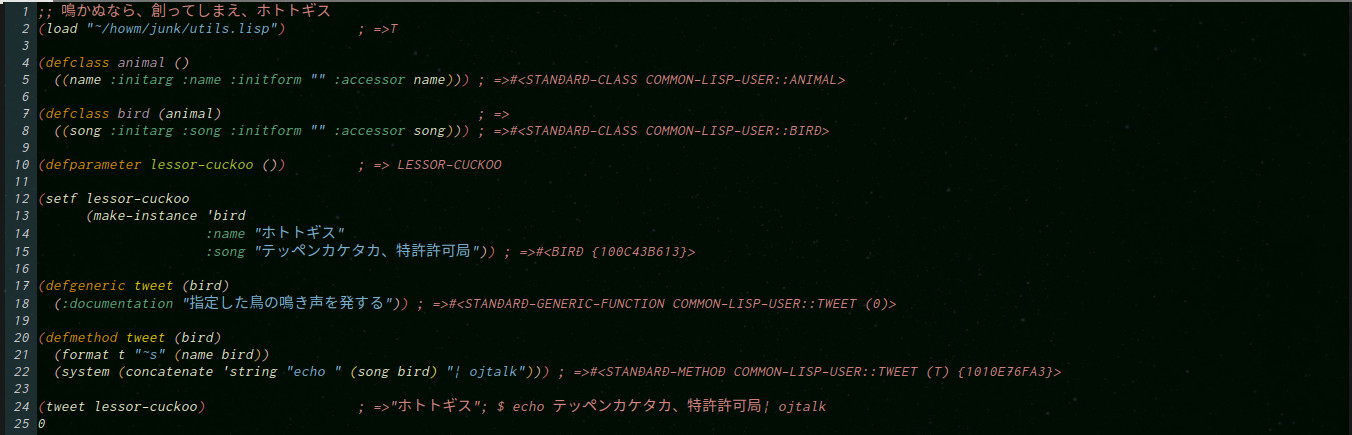 1 ;; 鳴かぬなら、創ってしまえ、ホトトギス
2 (load "~/howm/junk/utils.lisp") ; =>T
3
4 (defclass animal ()
5 ((name :initarg :name :initform "" :accessor name))) ; =>#<STANDARD-CLASS COMMON-LISP-USER::ANIMAL>
6
7 (defclass bird (animal) ; =>
8 ((song :initarg :song :initform "" :accessor song))) ; =>#<STANDARD-CLASS COMMON-LISP-USER::BIRD>
9
10 (defparameter lessor-cuckoo ()) ; => LESSOR-CUCKOO
11
12 (setf lessor-cuckoo
13 (make-instance 'bird
14 :name "ホトトギス"
15 :song "テッペンカケタカ、特許許可局")) ; =>#<BIRD {100C43B613}>
16
17 (defgeneric tweet (bird)
18 (:documentation "指定した鳥の鳴き声を発する")) ; =>#<STANDARD-GENERIC-FUNCTION COMMON-LISP-USER::TWEET (0)>
19
20 (defmethod tweet (bird)
21 (format t "~s" (name bird))
22 (system (concatenate 'string "echo " (song bird) "¦ ojtalk"))) ; =>#<STANDARD-METHOD COMMON-LISP-USER::TWEET (T) {1010E76FA3}>
23
24 (tweet lessor-cuckoo) ; =>"ホトトギス"; $ echo テッペンカケタカ、特許許可局¦ ojtalk
25 0